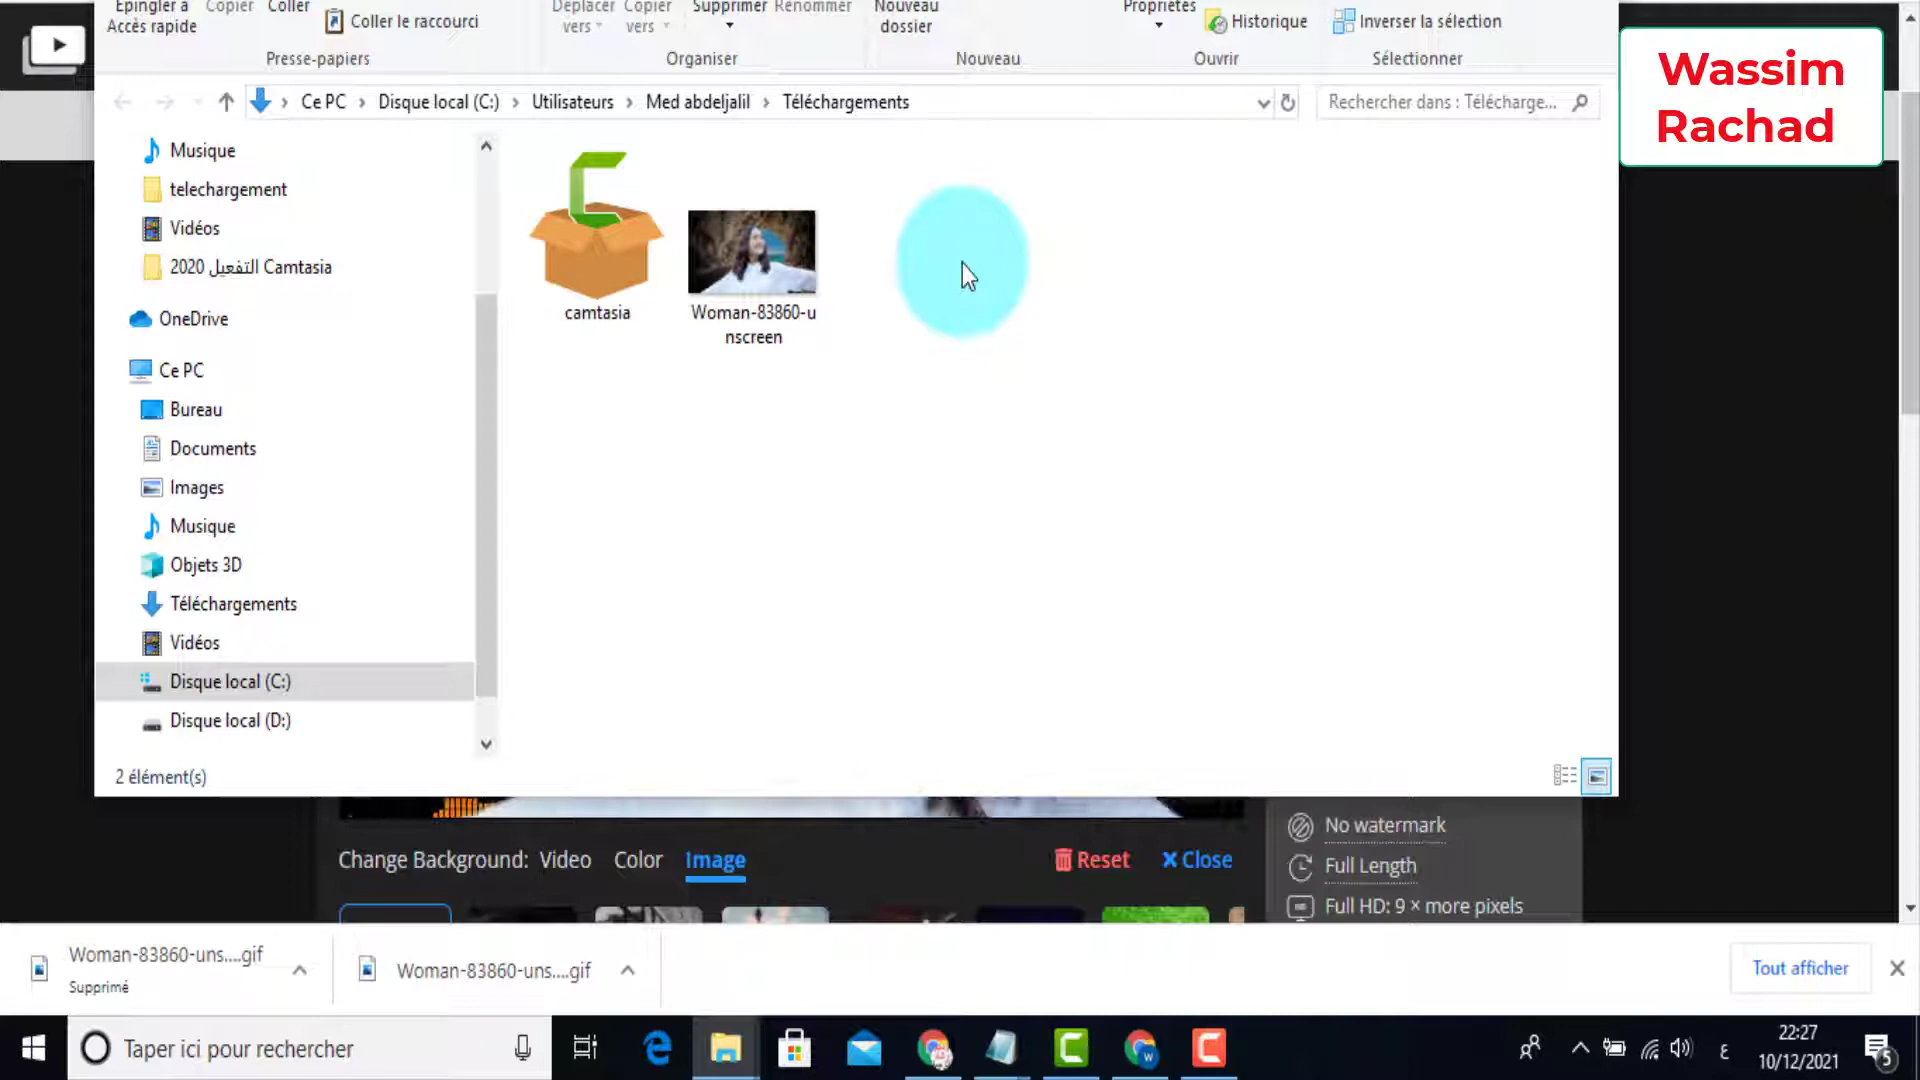 Epingler à
Accès rapide
Copier
Coller
Coller le raccourci
Presse-papiers
Déplacer
vers
Copier
vers
Supprimer
Renommer
Organiser
Nouveau
dossier
Nouveau
Propriétés
Historique
Ouvrir
Inverser la sélection
Sélectionner
Wassim
Rachad
Ce PC > Disque local (C:) > Utilisateurs > Med abdeljalil > Téléchargements
Rechercher dans : Télécharge...
Musique
telechargement
Vidéos
2020 التفعيل Camtasia
OneDrive
Ce PC
Bureau
Documents
Images
Musique
Objets 3D
Téléchargements
Vidéos
Disque local (C:)
Disque local (D:)
camtasia
Woman-83860-u
nscreen
2 élément(s)
No watermark
Full Length
Full HD: 9 × more pixels
Change Background: Video Color Image
Reset
Close
Woman-83860-uns....gif
Supprimé
Woman-83860-uns....gif
Tout afficher
Taper ici pour rechercher
ع
22:27
10/12/2021
5